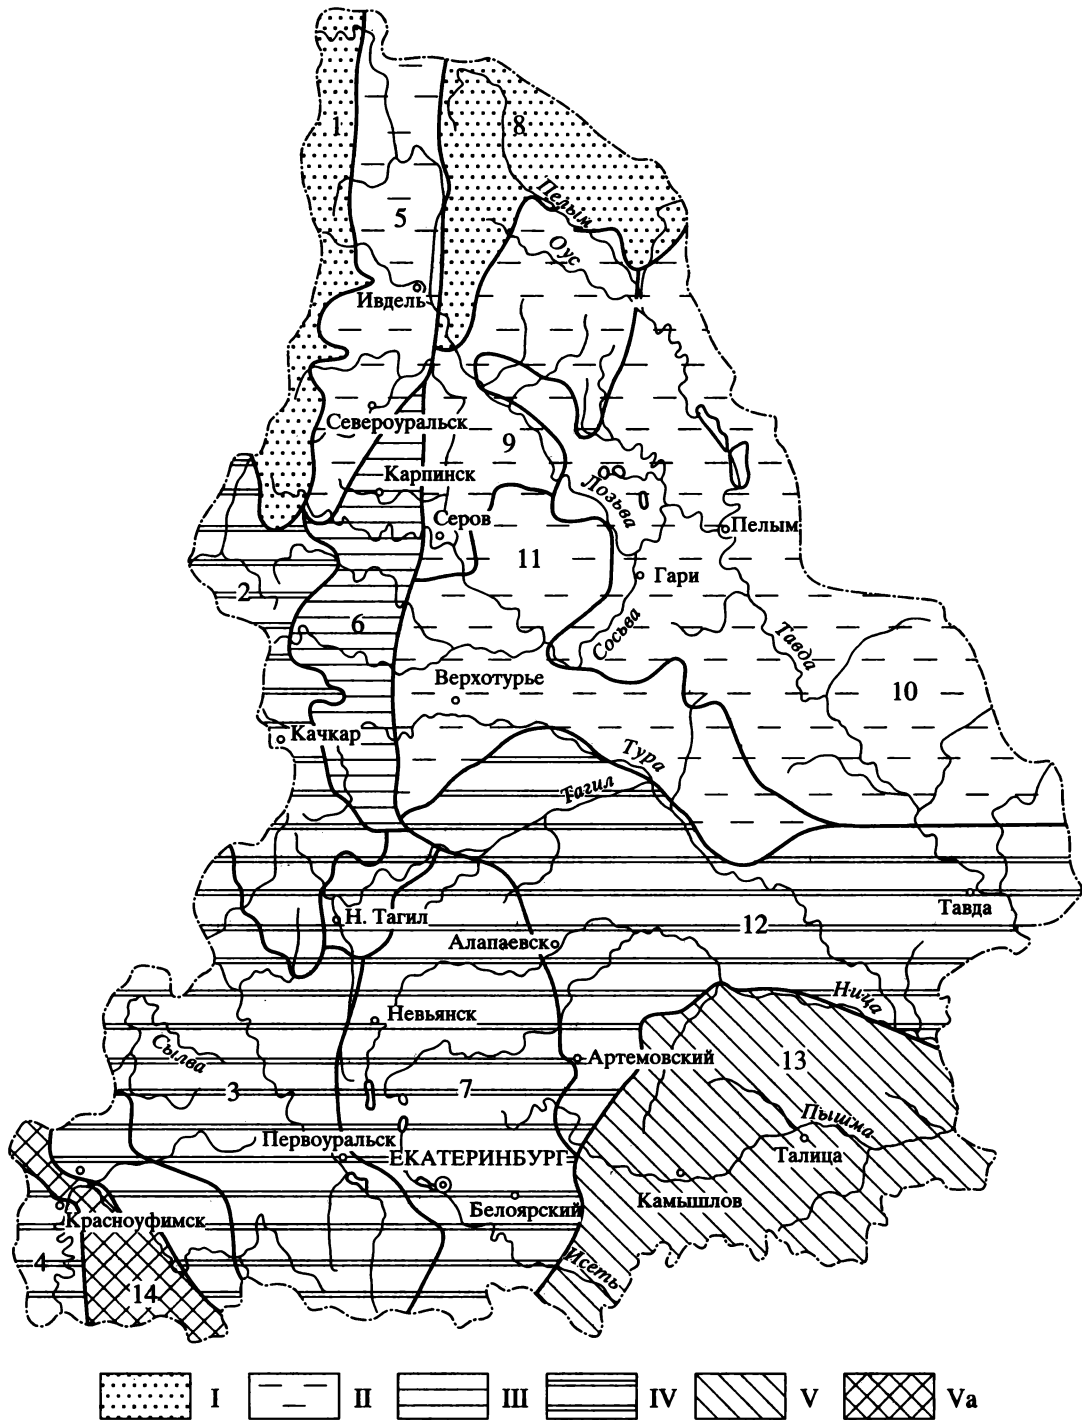 1
8
5
Пелым
Оус
Ивдель
Североуральск
9
Карпинск
Лозьва
Серов
Пелым
11
Гари
2
6
Сосьва
Тавда
Верхотурье
10
Качкар
Тура
Тагил
Н. Тагил
Тавда
12
Алапаевск
Ница
Невьянск
Сылва
Артемовский
13
3
7
Пышма
Первоуральск
Талица
ЕКАТЕРИНБУРГ
Камышлов
Белоярский
Красноуфимск
4
Исеть
14
I
II
III
IV
V
Va